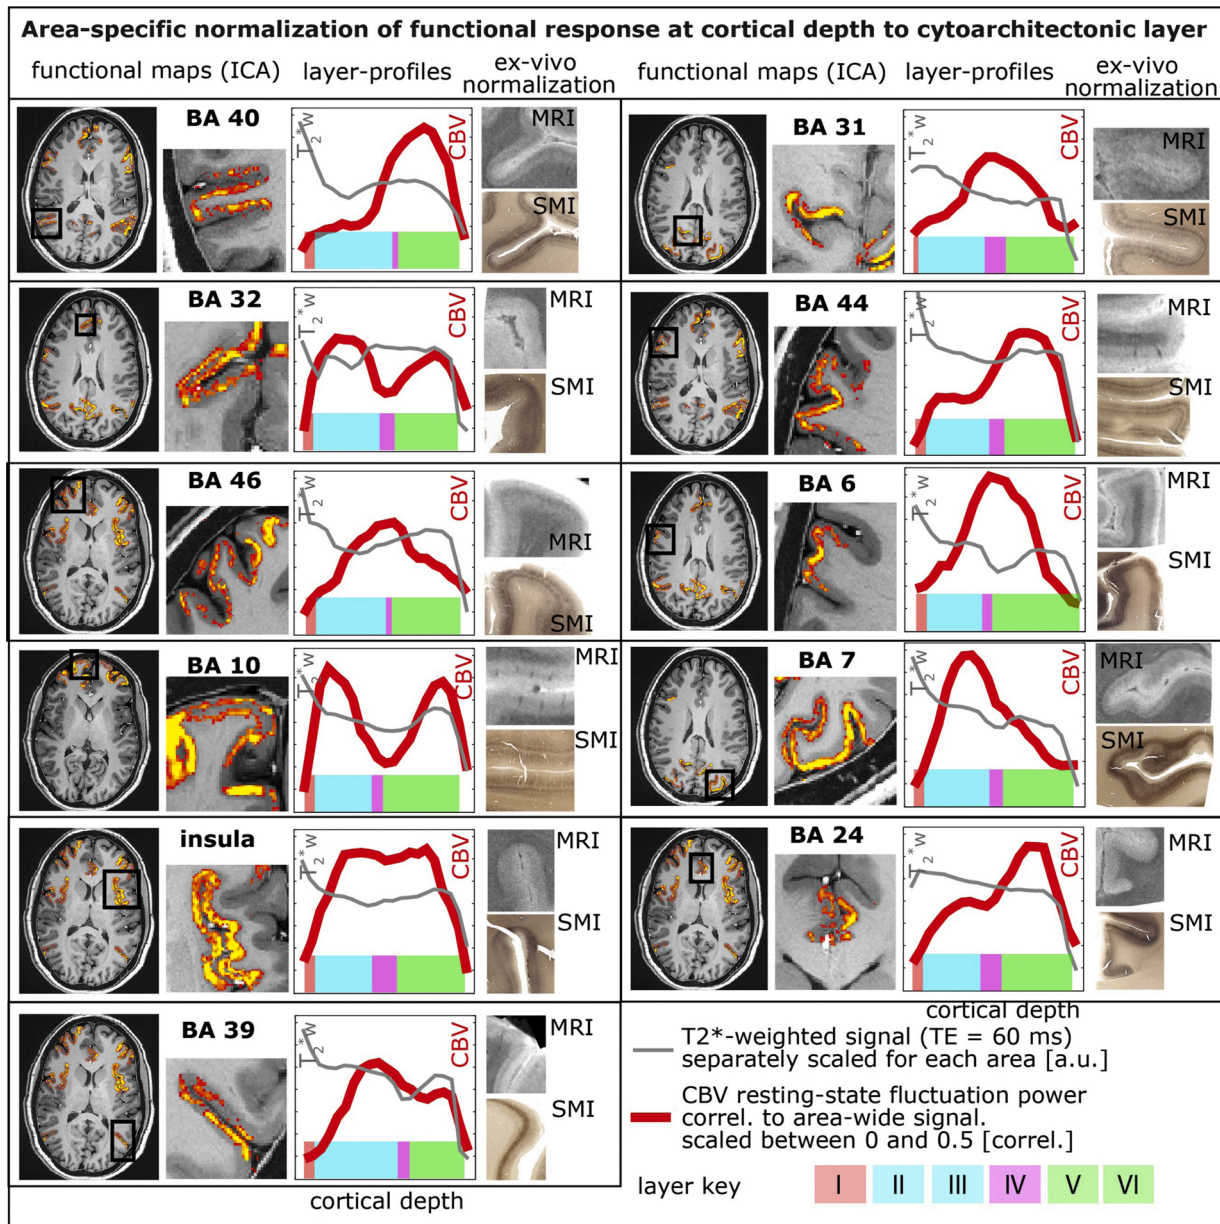 Area-specific normalization of functional response at cortical depth to cytoarchitectonic layer
functional maps (ICA)
layer-profiles
ex-vivo
normalization
functional maps (ICA)
layer-profiles
ex-vivo
normalization
BA 40
T2*w
CBV
MRI
SMI
BA 31
T2*w
CBV
MRI
SMI
BA 32
T2*w
CBV
MRI
SMI
BA 44
T2*w
CBV
MRI
SMI
BA 46
T2*w
CBV
MRI
SMI
BA 6
T2*w
CBV
MRI
SMI
BA 10
T2*w
CBV
MRI
SMI
BA 7
T2*w
CBV
MRI
SMI
insula
T2*w
CBV
MRI
SMI
BA 24
T2*w
CBV
MRI
SMI
BA 39
T2*w
CBV
MRI
SMI
cortical depth
cortical depth
T2*-weighted signal (TE = 60 ms)
separately scaled for each area [a.u.]
CBV resting-state fluctuation power
correl. to area-wide signal.
scaled between 0 and 0.5 [correl.]
layer key
I
II
III
IV
V
VI